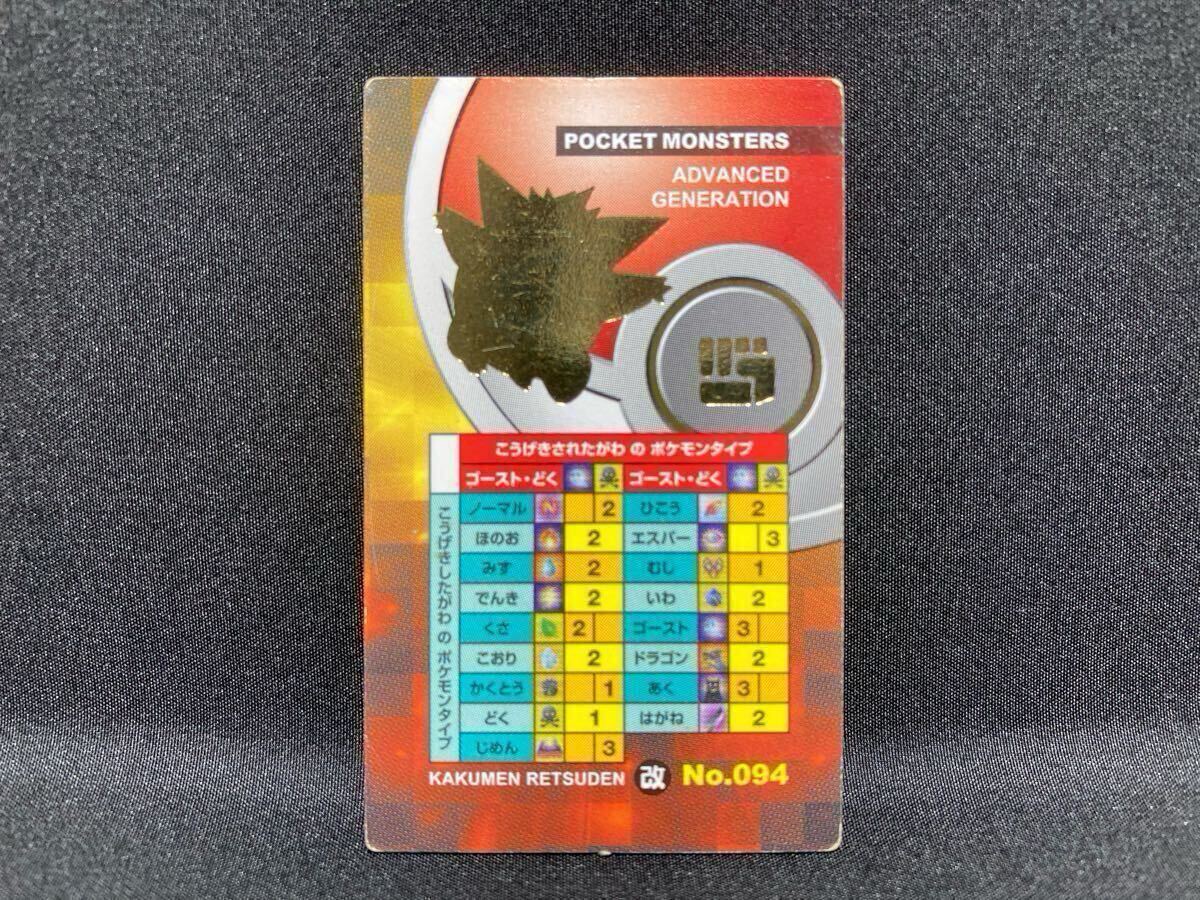 POCKET MONSTERS
ADVANCED
GENERATION
こうげきされたがわ の ポケモンタイプ
ゴースト・どく ゴースト・どく
こうげきしたがわ の ポケモンタイプ
ノーマル N 2 ひこう 2
ほのお 2 エスパー 3
みず 2 むし 1
でんき 2 いわ 2
くさ 2 ゴースト 3
こおり 2 ドラゴン 2
かくとう 1 あく 3
どく 1 はがね 2
じめん 3
KAKUMEN RETSUDEN 改 No.094